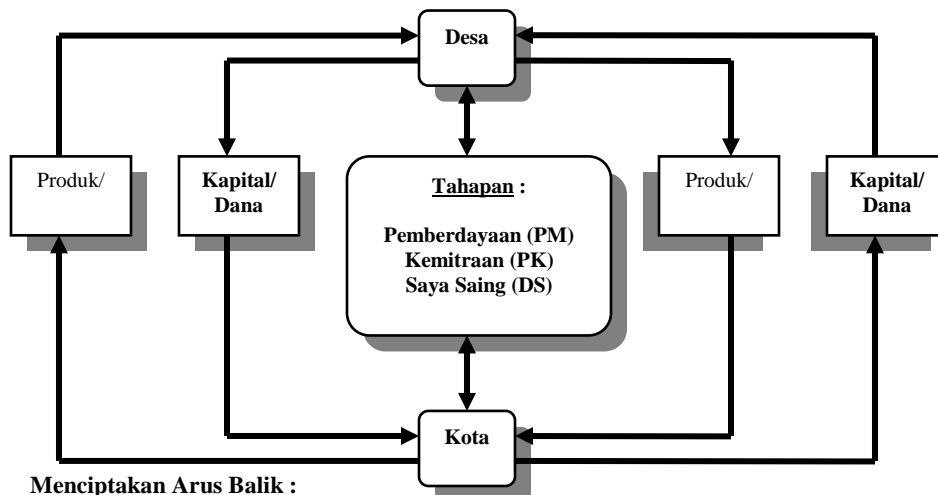 Desa
Produk/
Kapital/
Dana
Tahapan :
Pemberdayaan (PM)
Kemitraan (PK)
Saya Saing (DS)
Produk/
Kapital/
Dana
Kota
Menciptakan Arus Balik :